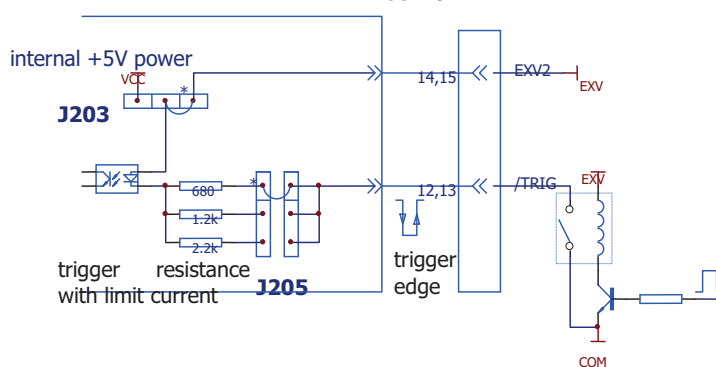 internal +5V power
VCC
*
J203
14,15
EXV2
EXV
*
680
1.2k
2.2k
12,13
/TRIG
EXV
trigger resistance
with limit current
J205
trigger
edge
COM